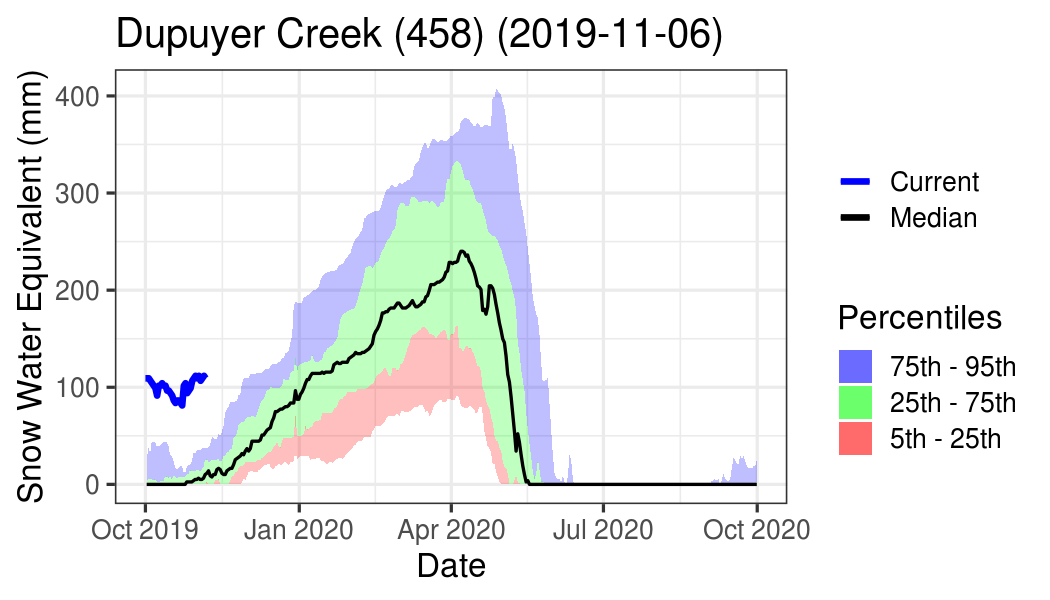 Dupuyer Creek (458) (2019-11-06)
Snow Water Equivalent (mm)
400
300
200
100
0
Oct 2019
Jan 2020
Apr 2020
Jul 2020
Oct 2020
Date
Current
Median
Percentiles
75th - 95th
25th - 75th
5th - 25th